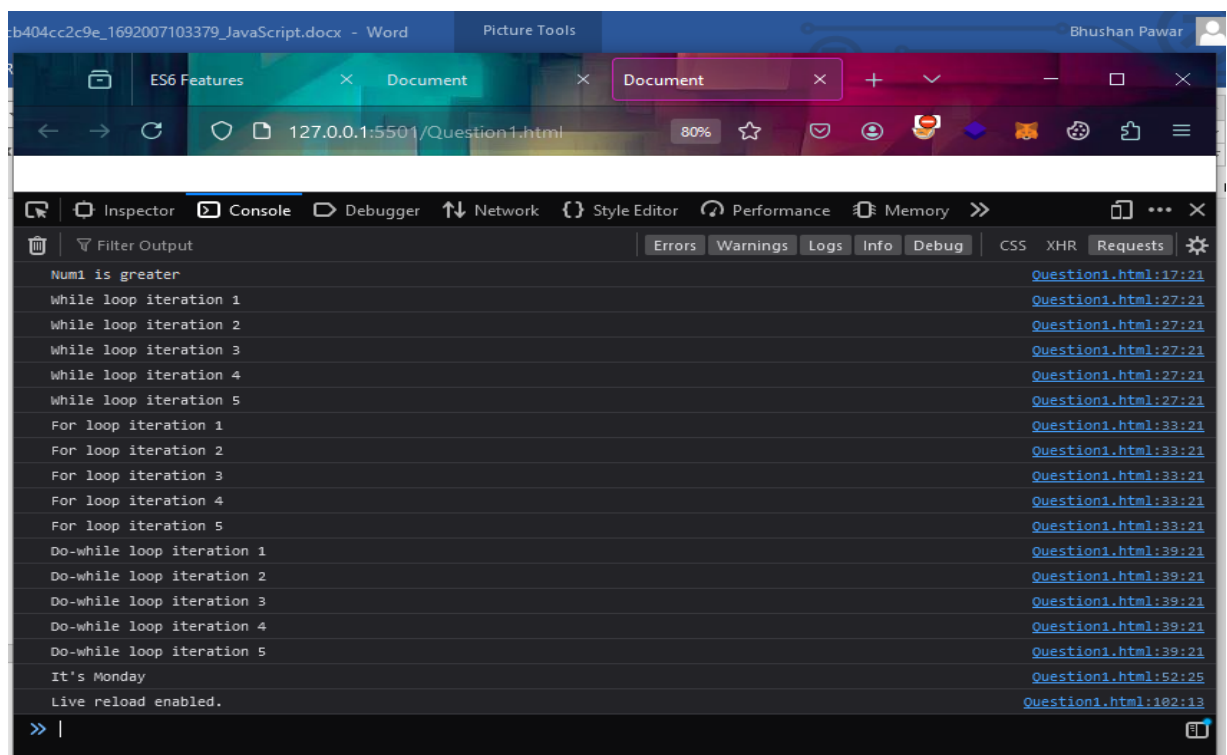 cb404cc2c9e_1692007103379_JavaScript.docx - Word Picture Tools Bhushan Pawar
ES6 Features Document Document
127.0.0.1:5501/Question1.html 80%
Inspector Console Debugger Network Style Editor Performance Memory
Filter Output Errors Warnings Logs Info Debug CSS XHR Requests
Num1 is greater Question1.html:17:21
While loop iteration 1 Question1.html:27:21
While loop iteration 2 Question1.html:27:21
While loop iteration 3 Question1.html:27:21
While loop iteration 4 Question1.html:27:21
While loop iteration 5 Question1.html:27:21
For loop iteration 1 Question1.html:33:21
For loop iteration 2 Question1.html:33:21
For loop iteration 3 Question1.html:33:21
For loop iteration 4 Question1.html:33:21
For loop iteration 5 Question1.html:33:21
Do-while loop iteration 1 Question1.html:39:21
Do-while loop iteration 2 Question1.html:39:21
Do-while loop iteration 3 Question1.html:39:21
Do-while loop iteration 4 Question1.html:39:21
Do-while loop iteration 5 Question1.html:39:21
It's Monday Question1.html:52:25
Live reload enabled. Question1.html:102:13